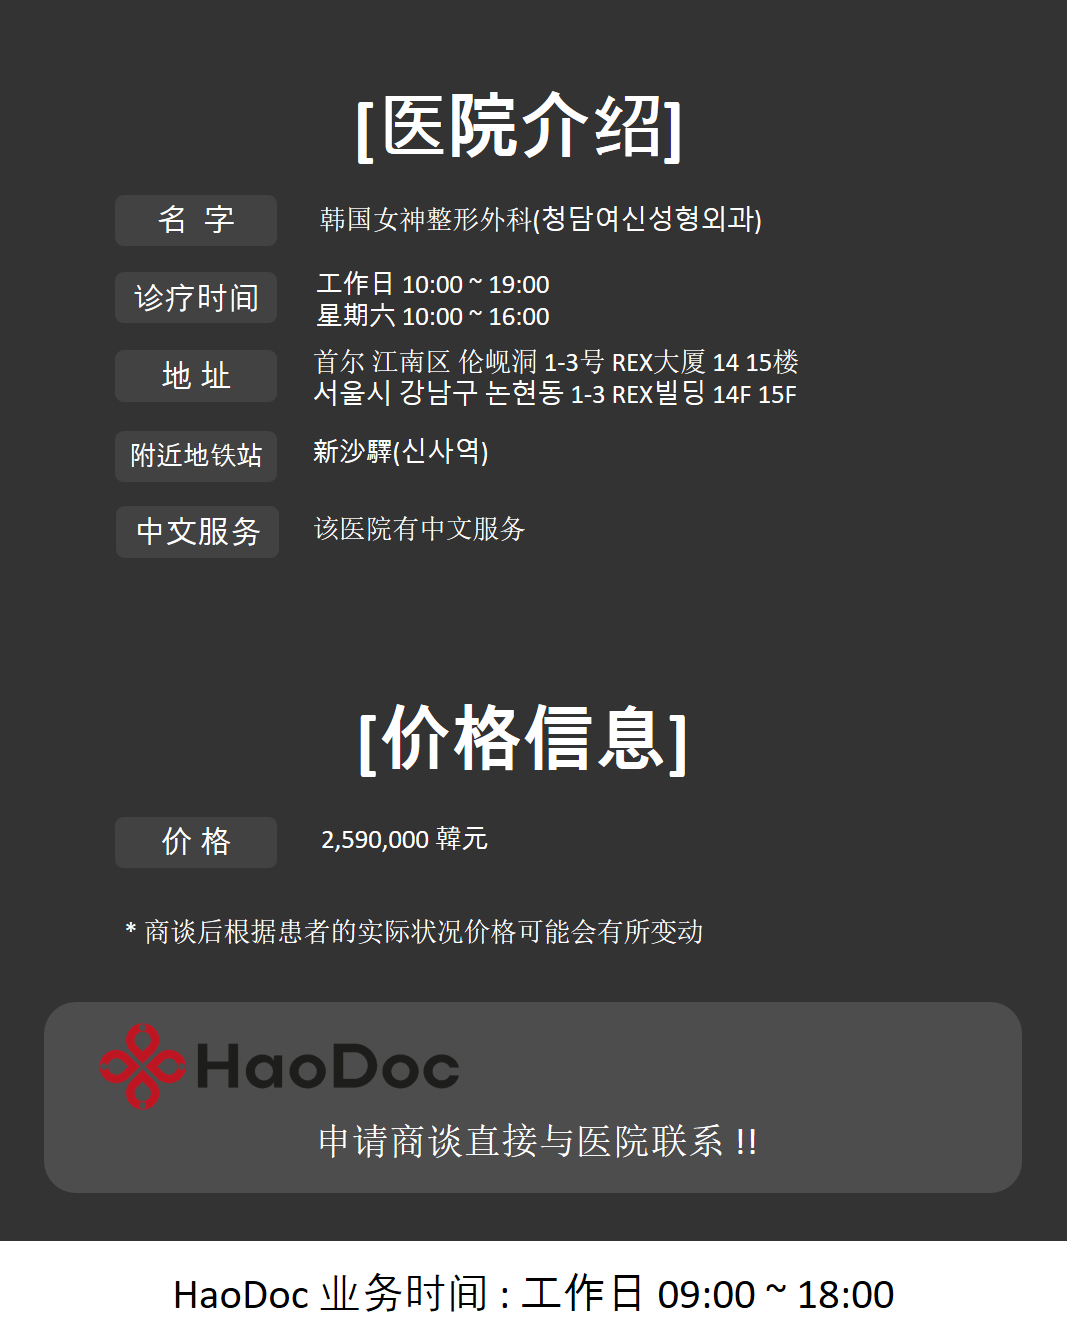 [医院介绍]
名 字
韩国女神整形外科(청담여신성형외과)
诊疗时间
工作日 10:00 ~ 19:00
星期六 10:00 ~ 16:00
地 址
首尔 江南区 伦岘洞 1-3号 REX大厦 14 15楼
서울시 강남구 논현동 1-3 REX빌딩 14F 15F
附近地铁站
新沙驛(신사역)
中文服务
该医院有中文服务
[价格信息]
价 格
2,590,000 韓元
* 商谈后根据患者的实际状况价格可能会有所变动
HaoDoc
申请商谈直接与医院联系 !!
HaoDoc 业务时间 : 工作日 09:00 ~ 18:00